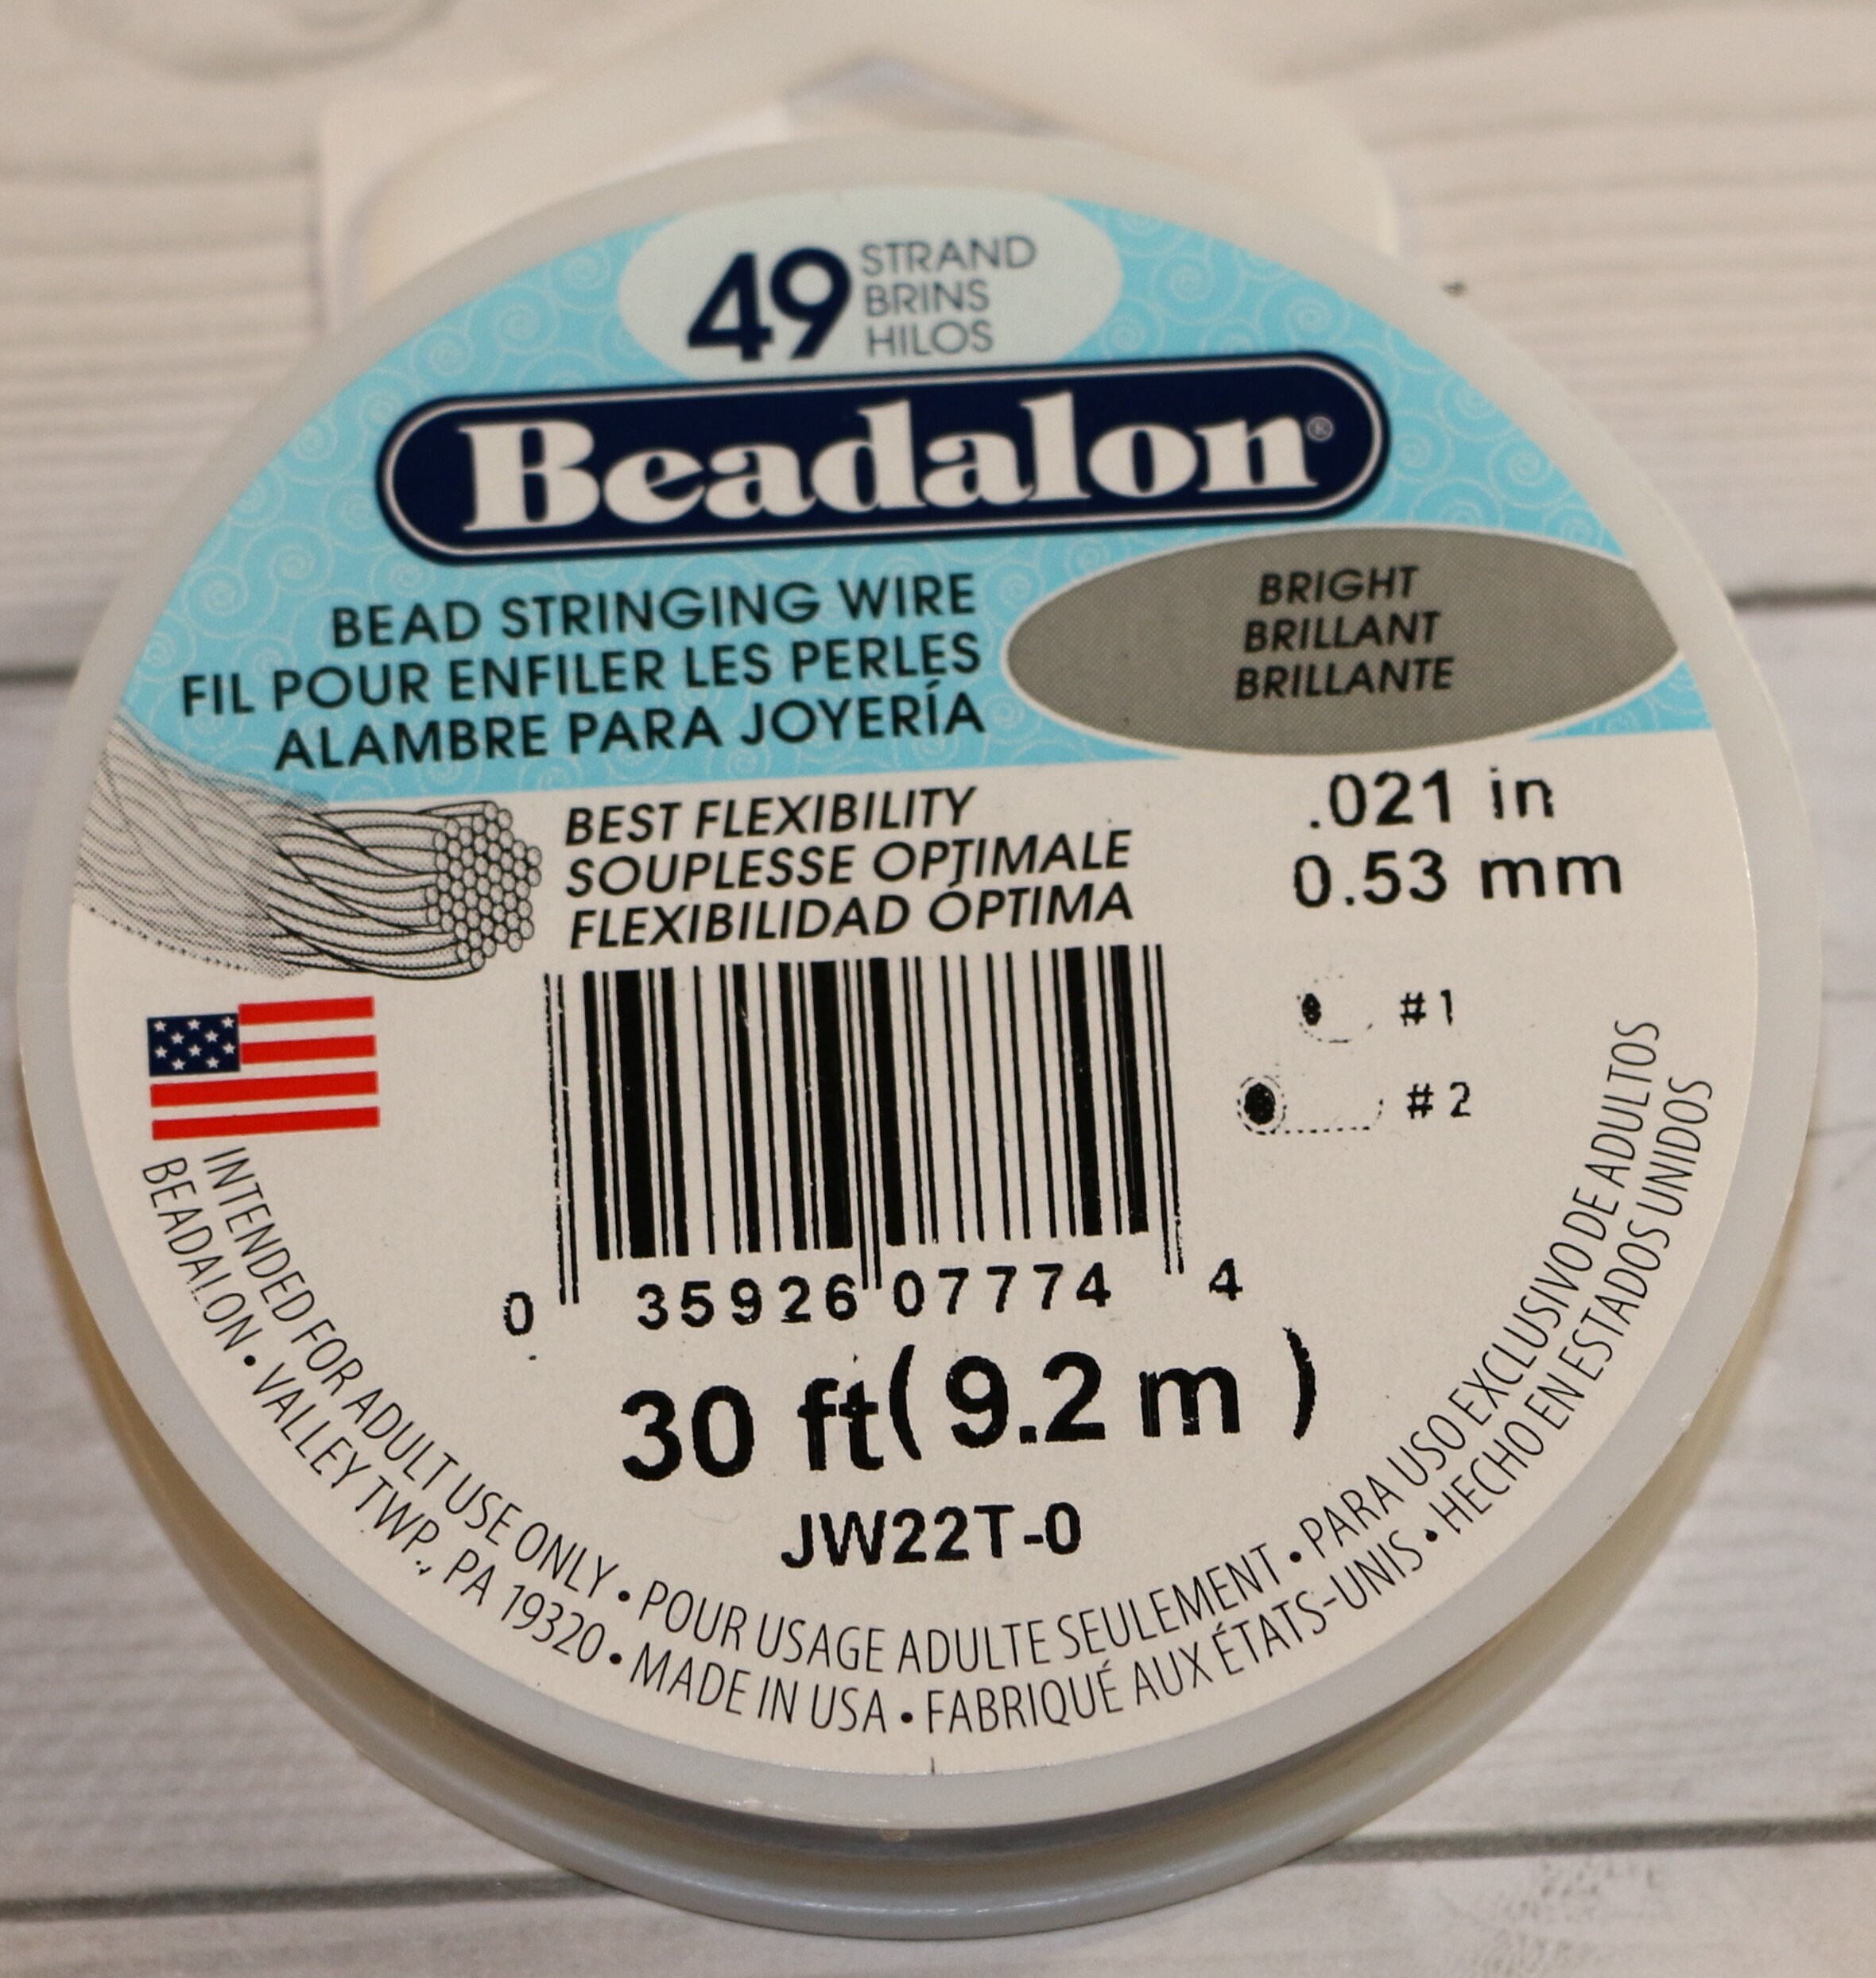 49 STRAND
BRINS
HILOS
Beadalon®
BEAD STRINGING WIRE
FIL POUR ENFILER LES PERLES
ALAMBRE PARA JOYERÍA
BRIGHT
BRILLANT
BRILLANTE
BEST FLEXIBILITY
SOUPLESSE OPTIMALE
FLEXIBILIDAD ÓPTIMA
.021 in
0.53 mm
#1
#2
0 35926 07774 4
30 ft (9.2 m)
JW22T-0
INTENDED FOR ADULT USE ONLY • POUR USAGE ADULTE SEULEMENT • PARA USO EXCLUSIVO DE ADULTOS
BEADALON • VALLEY TWP., PA 19320 • MADE IN USA • FABRIQUÉ AUX ÉTATS-UNIS • HECHO EN ESTADOS UNIDOS